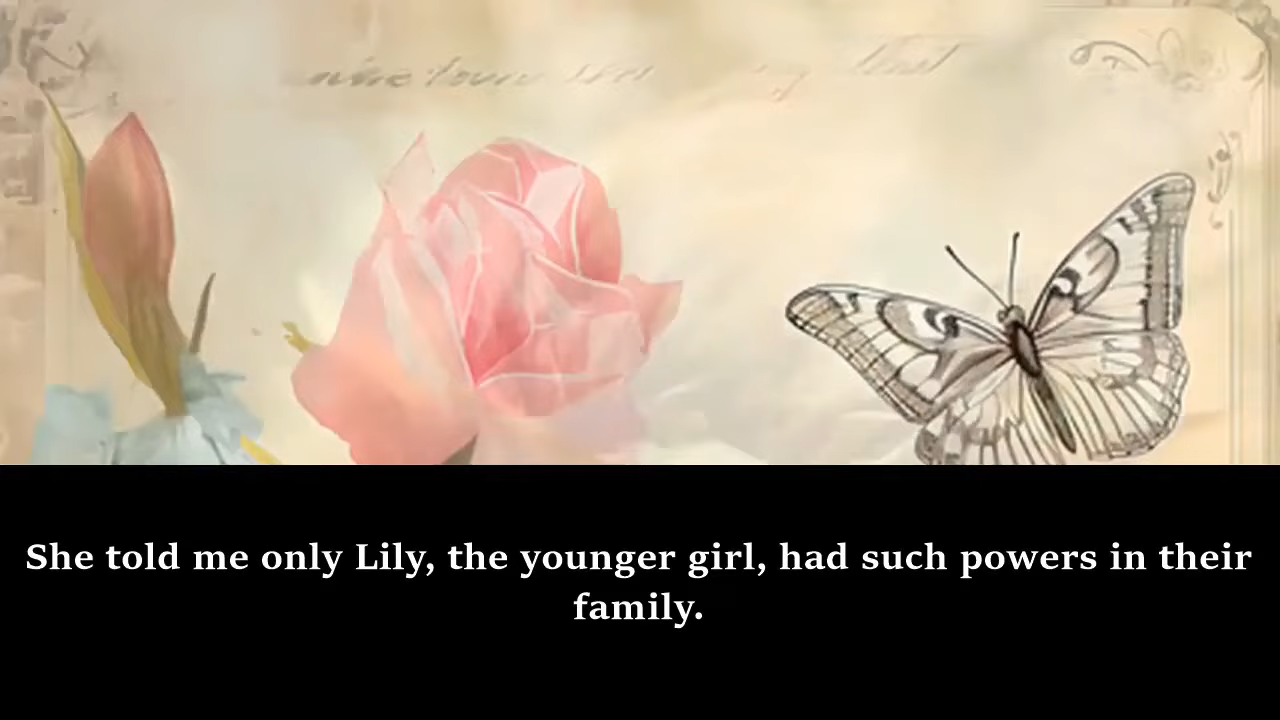 She told me only Lily, the younger girl, had such powers in their
family.